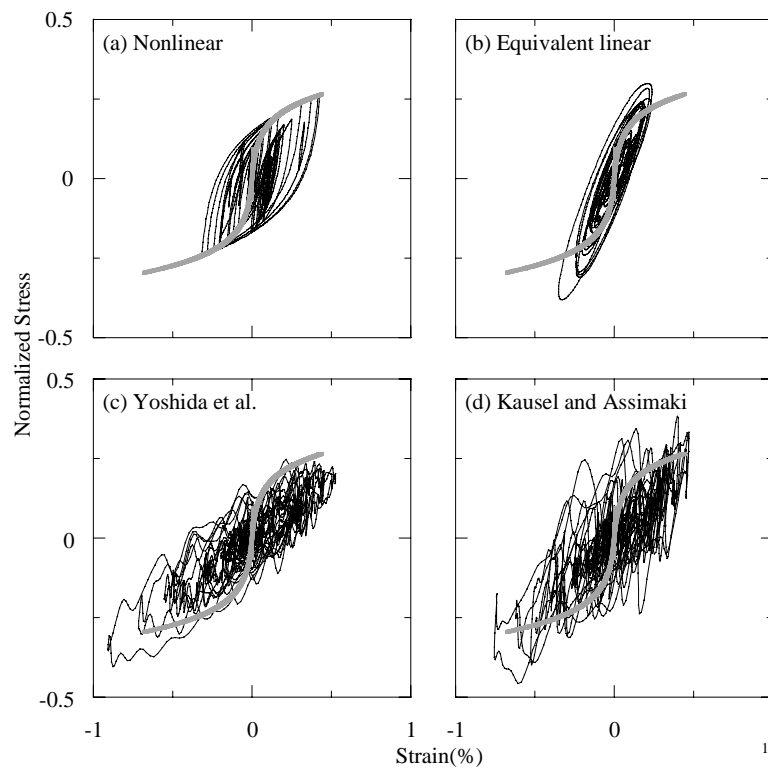 0.5
(a) Nonlinear
(b) Equivalent linear
0
-0.5
0.5
(c) Yoshida et al.
(d) Kausel and Assimaki
0
-0.5
-1
0
1
-1
0
1
Normalized Stress
Strain(%)